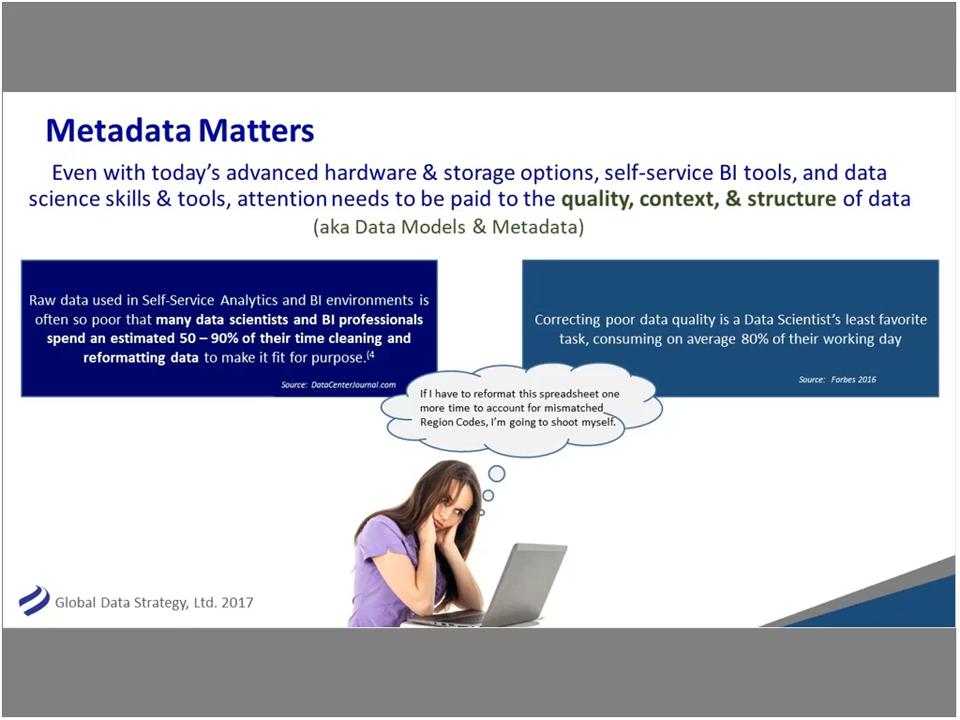 Metadata Matters
Even with today's advanced hardware & storage options, self-service BI tools, and data
science skills & tools, attention needs to be paid to the quality, context, & structure of data
(aka Data Models & Metadata)
Raw data used in Self-Service Analytics and BI environments is
often so poor that many data scientists and BI professionals
spend an estimated 50 – 90% of their time cleaning and
reformatting data to make it fit for purpose.(4
Source: DataCenterJournal.com
Correcting poor data quality is a Data Scientist's least favorite
task, consuming on average 80% of their working day
Source: Forbes 2016
If I have to reformat this spreadsheet one
more time to account for mismatched
Region Codes, I'm going to shoot myself.
Global Data Strategy, Ltd. 2017